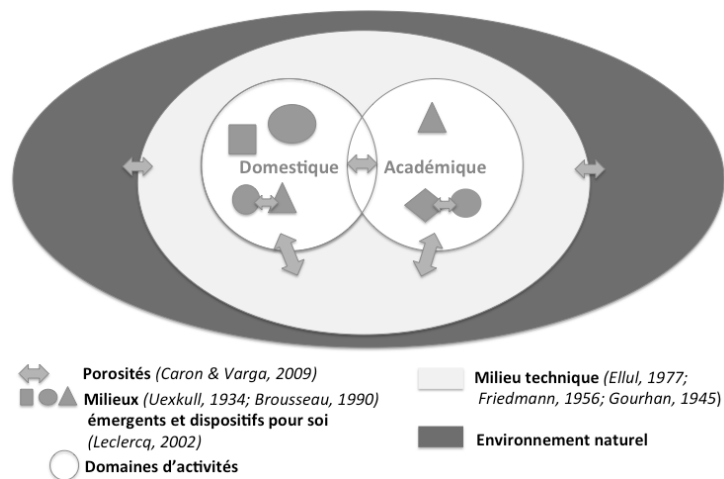 Domestique
Académique
Porosités (Caron & Varga, 2009)
Milieux (Uexkull, 1934; Brousseau, 1990)
émergents et dispositifs pour soi
(Leclercq, 2002)
Domaines d'activités
Milieu technique (Ellul, 1977;
Friedmann, 1956; Gourhan, 1945)
Environnement naturel